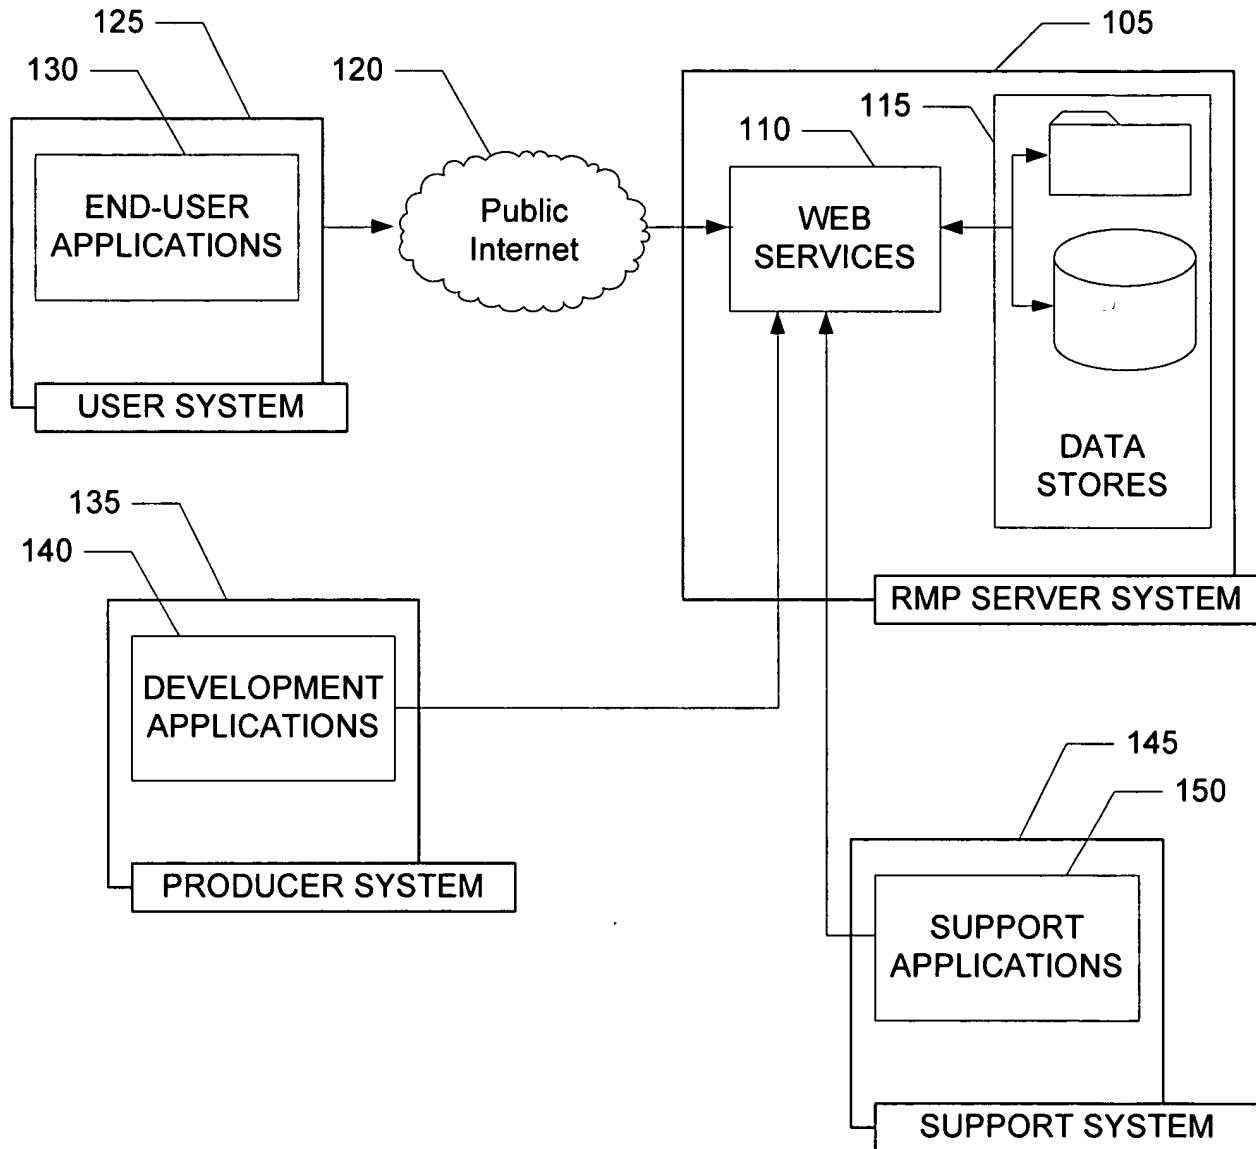 125
105
130
120
115
110
END-USER
APPLICATIONS
Public
Internet
WEB
SERVICES
USER SYSTEM
DATA
STORES
135
140
RMP SERVER SYSTEM
DEVELOPMENT
APPLICATIONS
145
150
PRODUCER SYSTEM
SUPPORT
APPLICATIONS
SUPPORT SYSTEM